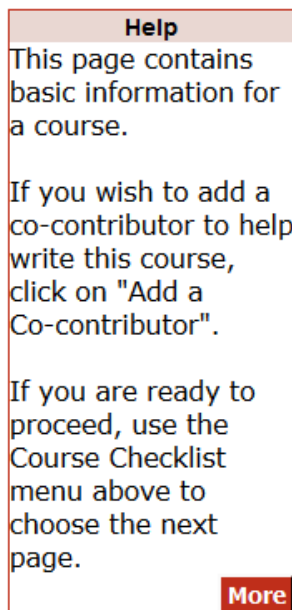 Help
This page contains
basic information for
a course.
If you wish to add a
co-contributor to help
write this course,
click on "Add a
Co-contributor".
If you are ready to
proceed, use the
Course Checklist
menu above to
choose the next
page.
More